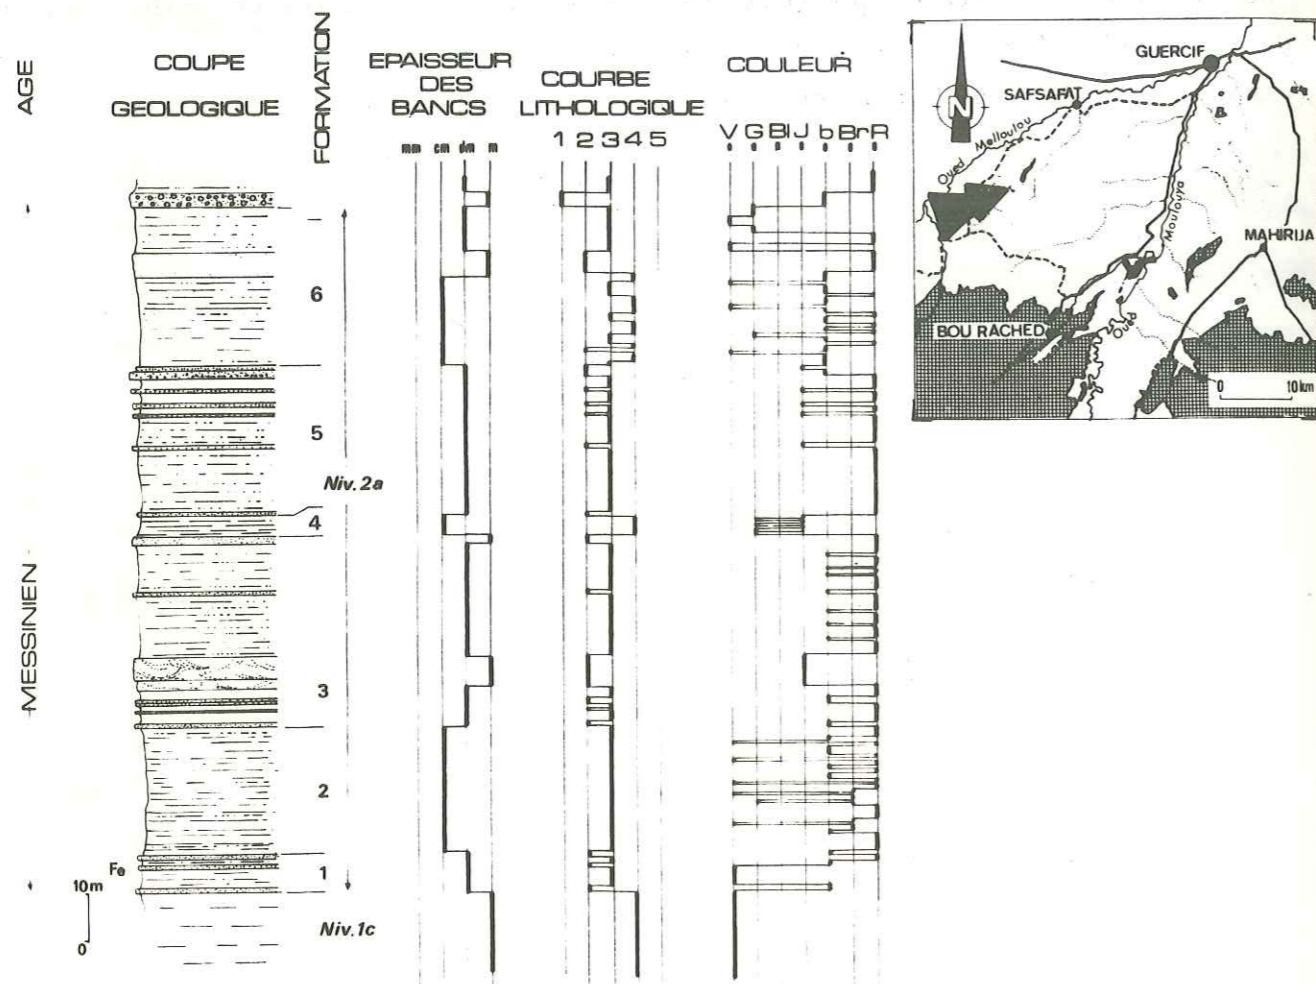 AGE
COUPE
GEOLOGIQUE
FORMATION
EPAISSEUR
DES
BANCS
mm cm dm m
COURBE
LITHOLOGIQUE
1 2 3 4 5
COULEUR
V G Bl J b Br R
6
5
Niv. 2a
4
3
2
1
Niv. 1c
MESSINIEN
Fe
10m
0
GUERCIF
SAFSAFAT
Oued Melloulou
N
Moulouya
MAHIRIJA
BOU RACHED
Oued
0 10km